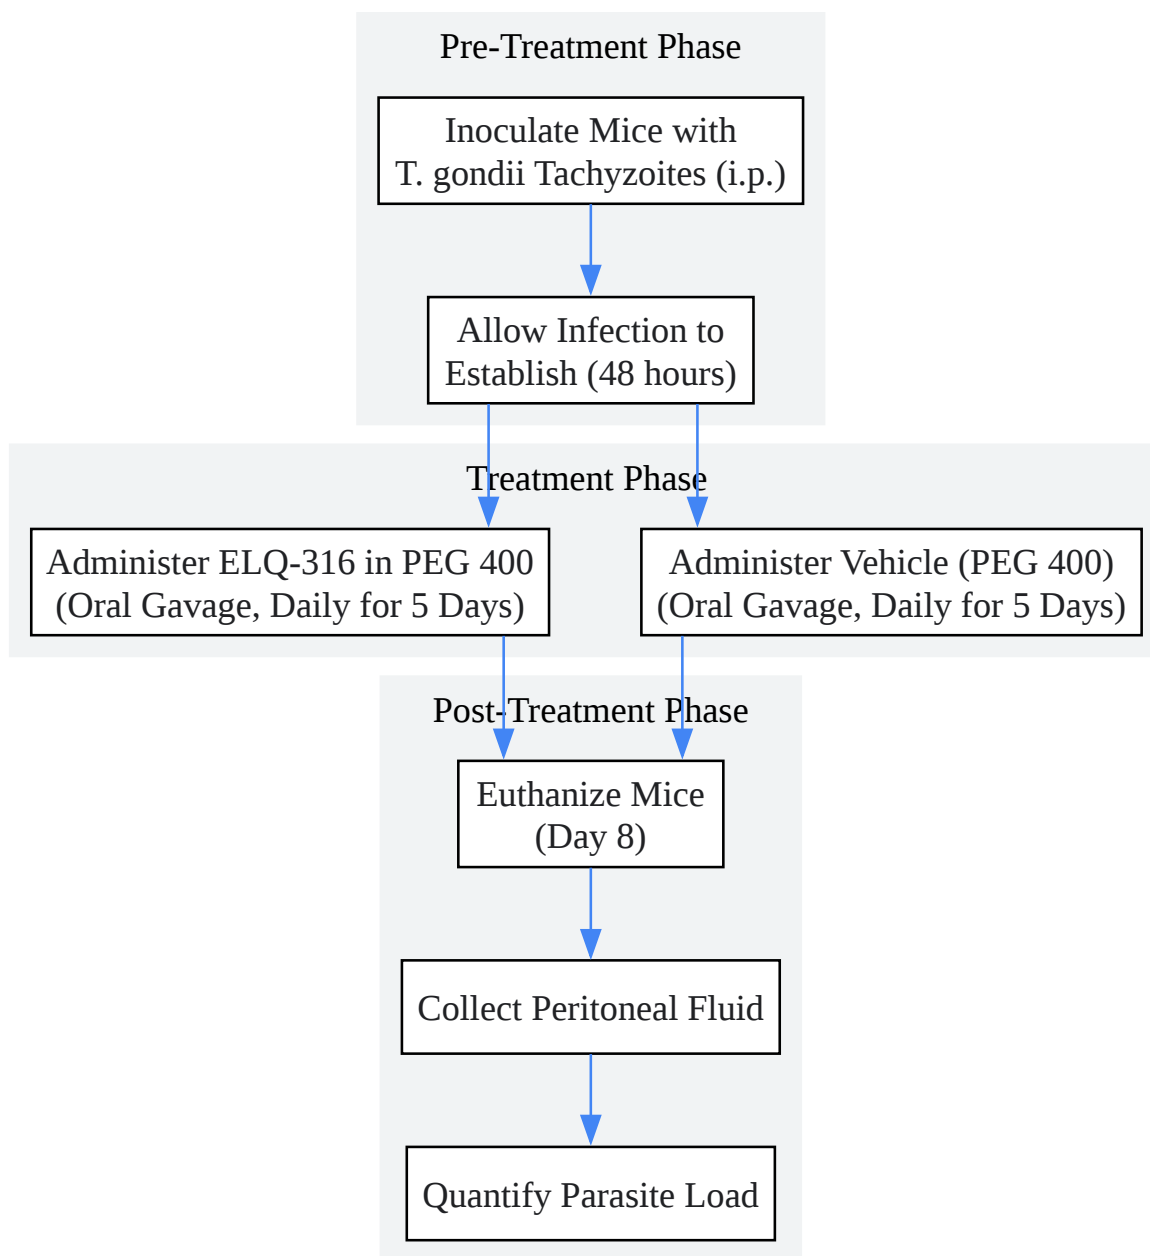 Pre-Treatment Phase
Inoculate Mice with
T. gondii Tachyzoites (i.p.)
Allow Infection to
Establish (48 hours)
Treatment Phase
Administer ELQ-316 in PEG 400
(Oral Gavage, Daily for 5 Days)
Administer Vehicle (PEG 400)
(Oral Gavage, Daily for 5 Days)
Post-Treatment Phase
Euthanize Mice
(Day 8)
Collect Peritoneal Fluid
Quantify Parasite Load